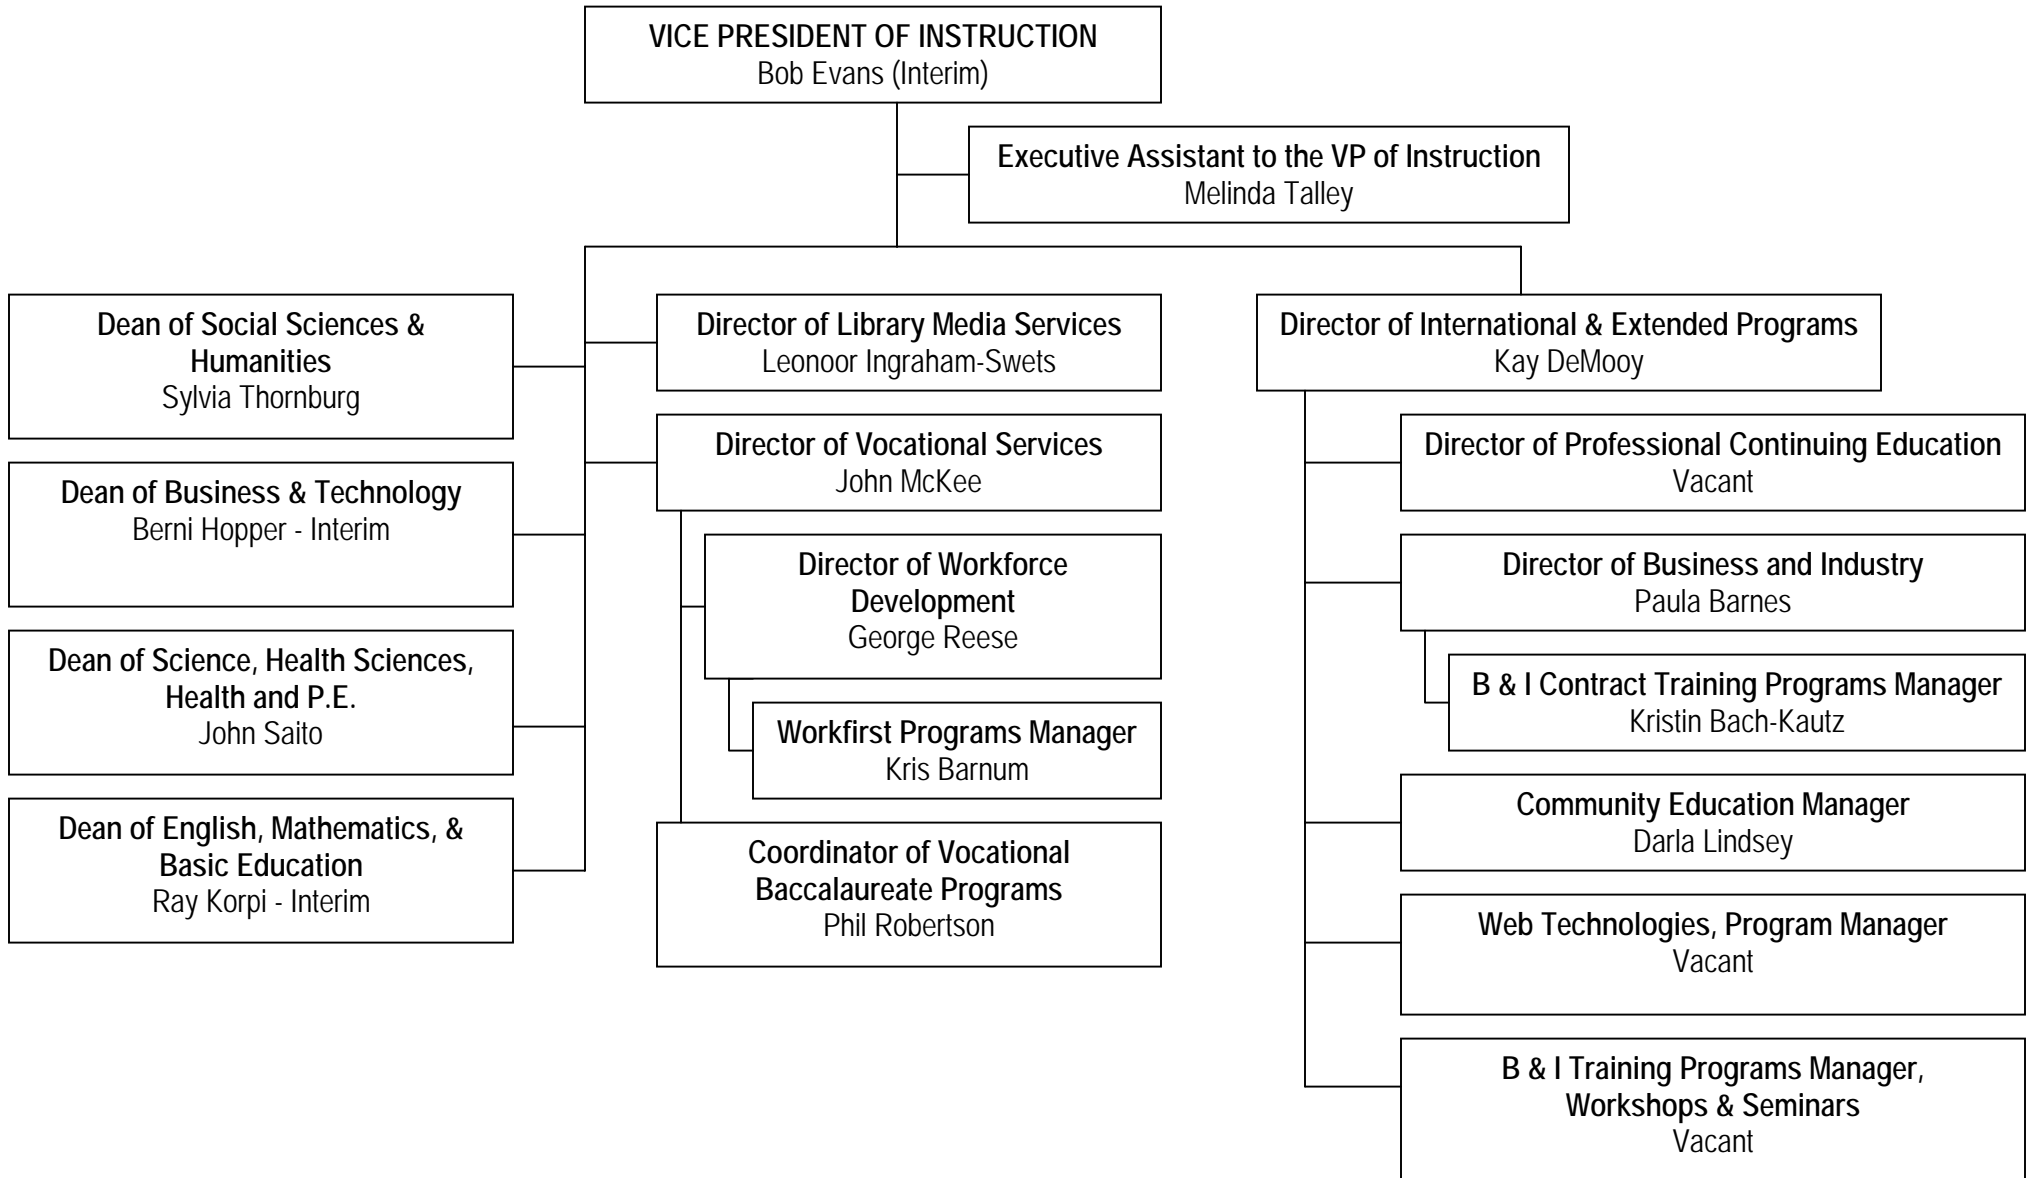 VICE PRESIDENT OF INSTRUCTION
Bob Evans (Interim)
Executive Assistant to the VP of Instruction
Melinda Talley
Dean of Social Sciences &
Humanities
Sylvia Thornburg
Dean of Business & Technology
Berni Hopper - Interim
Dean of Science, Health Sciences,
Health and P.E.
John Saito
Dean of English, Mathematics, &
Basic Education
Ray Korpi - Interim
Director of Library Media Services
Leonoor Ingraham-Swets
Director of Vocational Services
John McKee
Director of Workforce
Development
George Reese
Workfirst Programs Manager
Kris Barnum
Coordinator of Vocational
Baccalaureate Programs
Phil Robertson
Director of International & Extended Programs
Kay DeMooy
Director of Professional Continuing Education
Vacant
Director of Business and Industry
Paula Barnes
B & I Contract Training Programs Manager
Kristin Bach-Kautz
Community Education Manager
Darla Lindsey
Web Technologies, Program Manager
Vacant
B & I Training Programs Manager,
Workshops & Seminars
Vacant